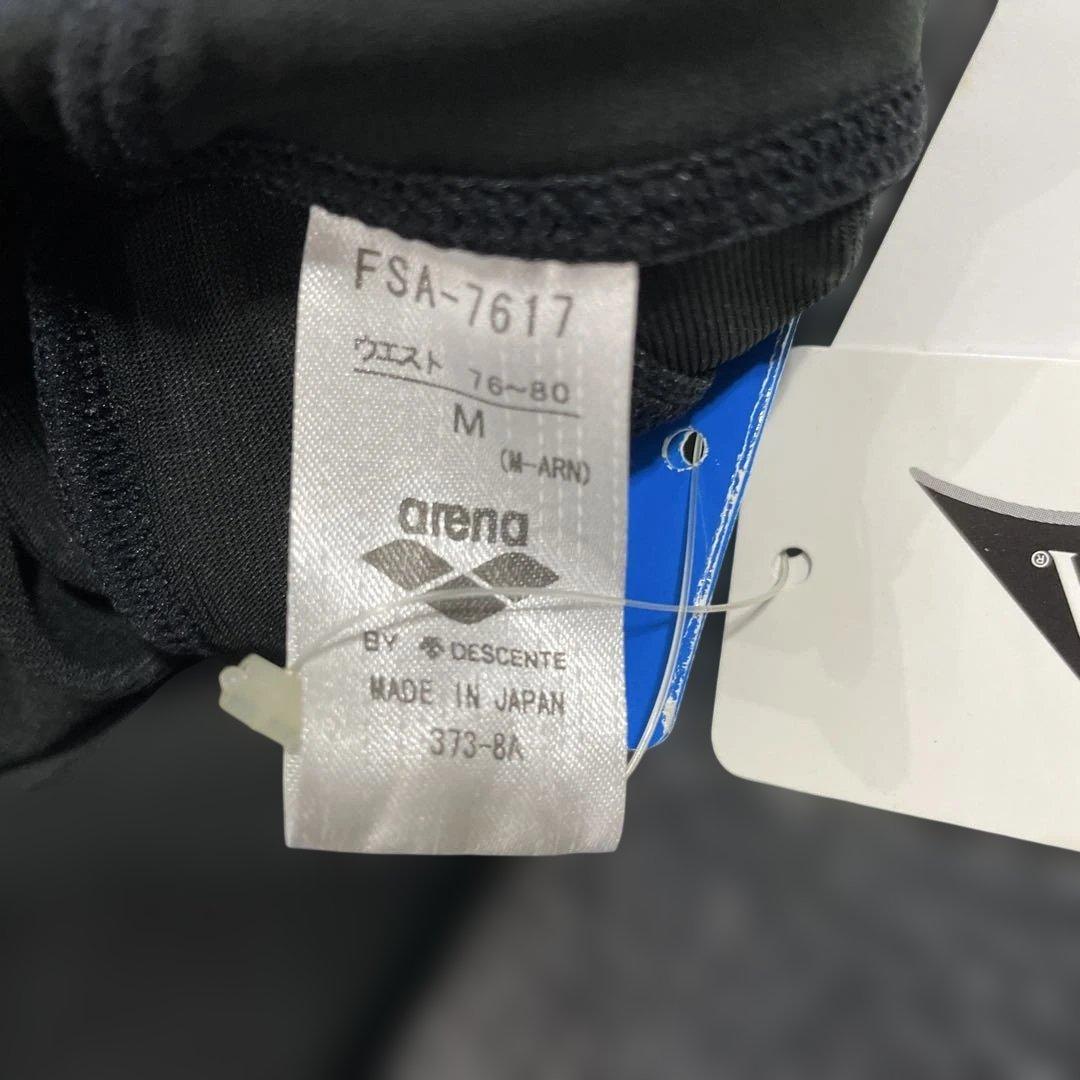 FSA-7617
ウエスト 76~80
M
(M-ARN)
arena
BY DESCENTE
MADE IN JAPAN
373-8A
®